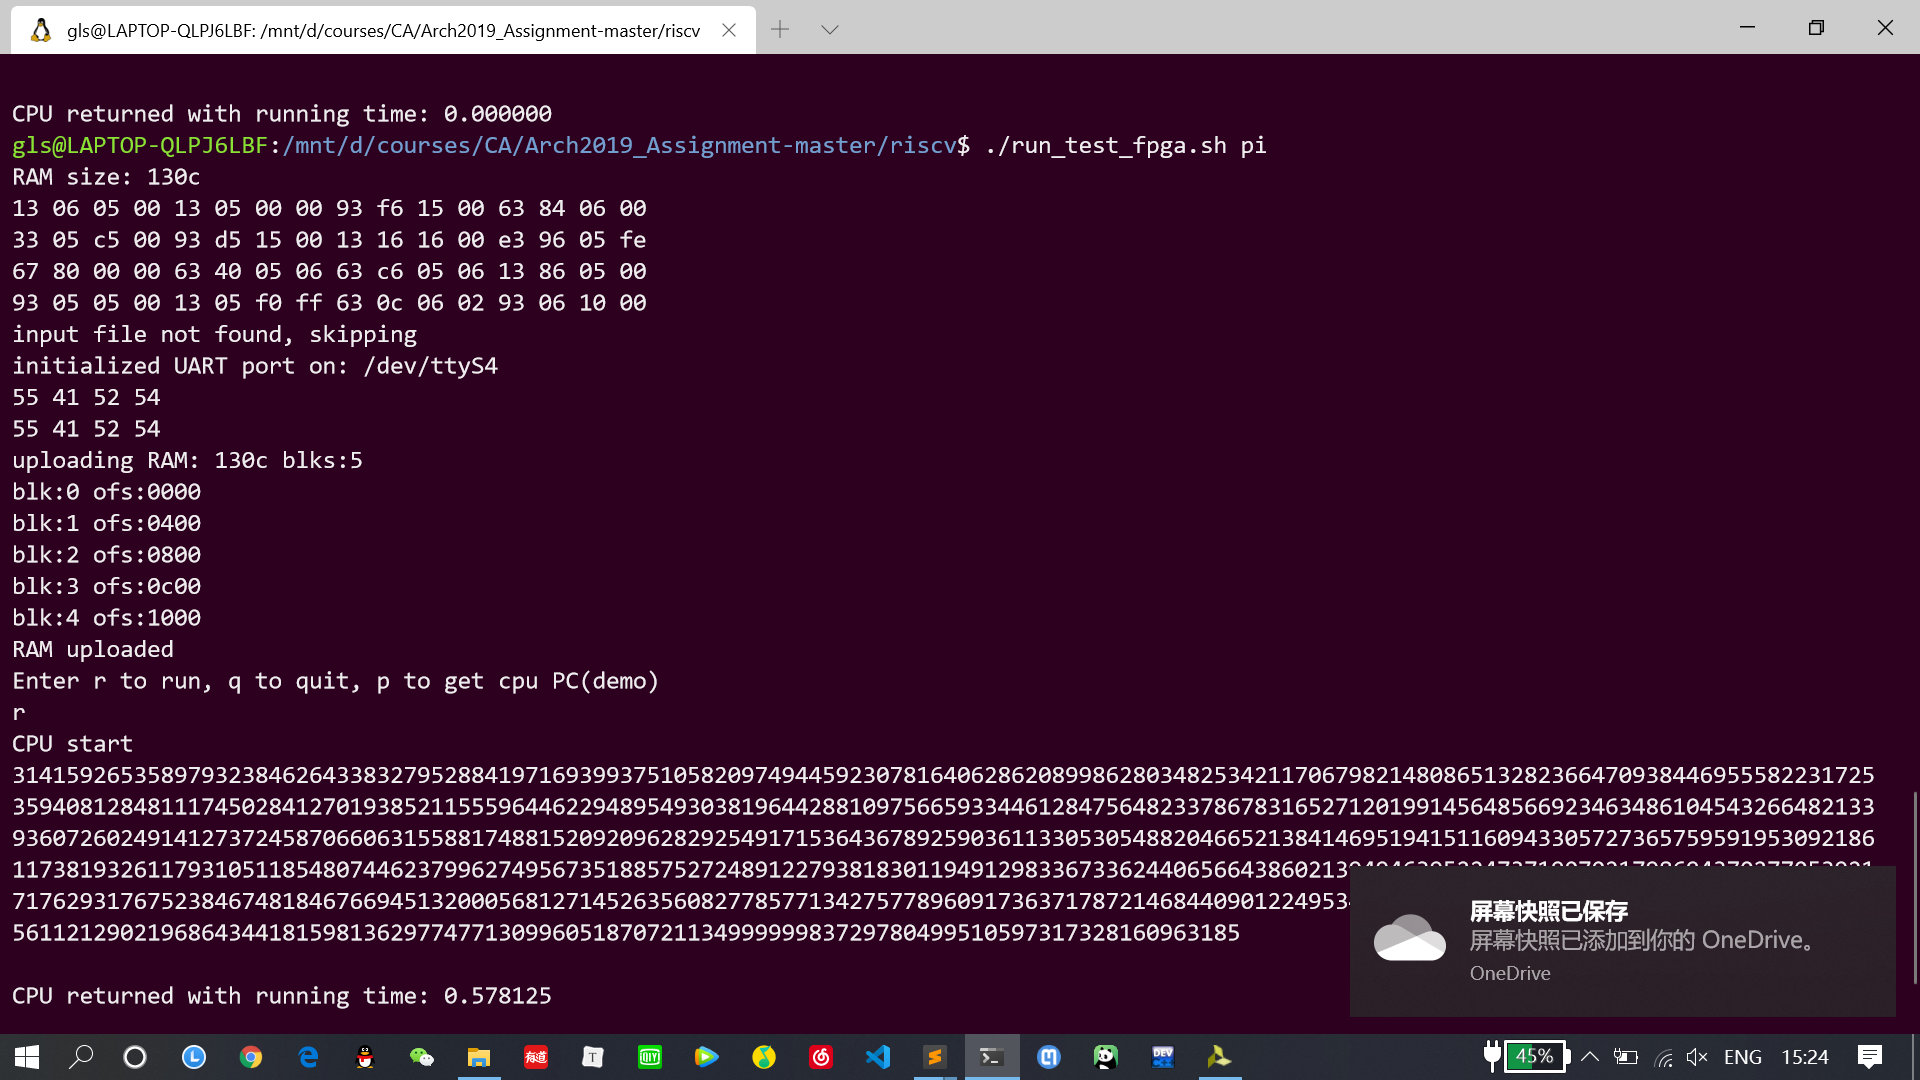 gls@LAPTOP-QLPJ6LBF: /mnt/d/courses/CA/Arch2019_Assignment-master/riscv
CPU returned with running time: 0.000000
gls@LAPTOP-QLPJ6LBF:/mnt/d/courses/CA/Arch2019_Assignment-master/riscv$ ./run_test_fpga.sh pi
RAM size: 130c
13 06 05 00 13 05 00 00 93 f6 15 00 63 84 06 00
33 05 c5 00 93 d5 15 00 13 16 16 00 e3 96 05 fe
67 80 00 00 63 40 05 06 63 c6 05 06 13 86 05 00
93 05 05 00 13 05 f0 ff 63 0c 06 02 93 06 10 00
input file not found, skipping
initialized UART port on: /dev/ttyS4
55 41 52 54
55 41 52 54
uploading RAM: 130c blks:5
blk:0 ofs:0000
blk:1 ofs:0400
blk:2 ofs:0800
blk:3 ofs:0c00
blk:4 ofs:1000
RAM uploaded
Enter r to run, q to quit, p to get cpu PC(demo)
r
CPU start
314159265358979323846264338327952884197169399375105820974944592307816406286208998628034825342117067982148086513282366470938446955582231725
359408128481117450284127019385211555964462294895493038196442881097566593344612847564823378678316527120199145648566923463486104543266482133
936072602491412737245870660631558817488152092096282925491715364367892590361133053054882046652138414695194151160943305727365759591953092186
117381932611793105118548074462379962749567351885752724891227938183011949129833673362440656643860213949463952247371907021798609437027705392
717629317675238467481846766945132000568127145263560827785771342757789609173637178721468440901224953
56112129021968643441815981362977477130996051870721134999999983729780499510597317328160963185
CPU returned with running time: 0.578125
屏幕快照已保存
屏幕快照已添加到你的 OneDrive。
OneDrive
45%
ENG
15:24